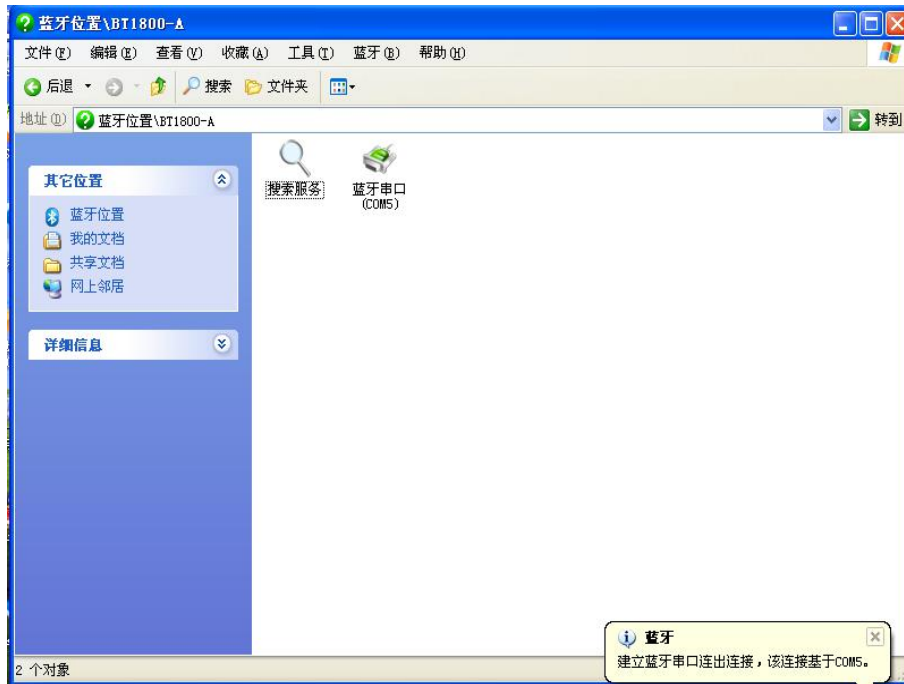 蓝牙位置\BT1800-A
文件(F) 编辑(E) 查看(V) 收藏(A) 工具(T) 蓝牙(B) 帮助(H)
后退 搜索 文件夹
地址(D) 蓝牙位置\BT1800-A 转到
其它位置
蓝牙位置
我的文档
共享文档
网上邻居
详细信息
搜索服务
蓝牙串口
(COM5)
蓝牙
建立蓝牙串口连出连接，该连接基于COM5。
2 个对象